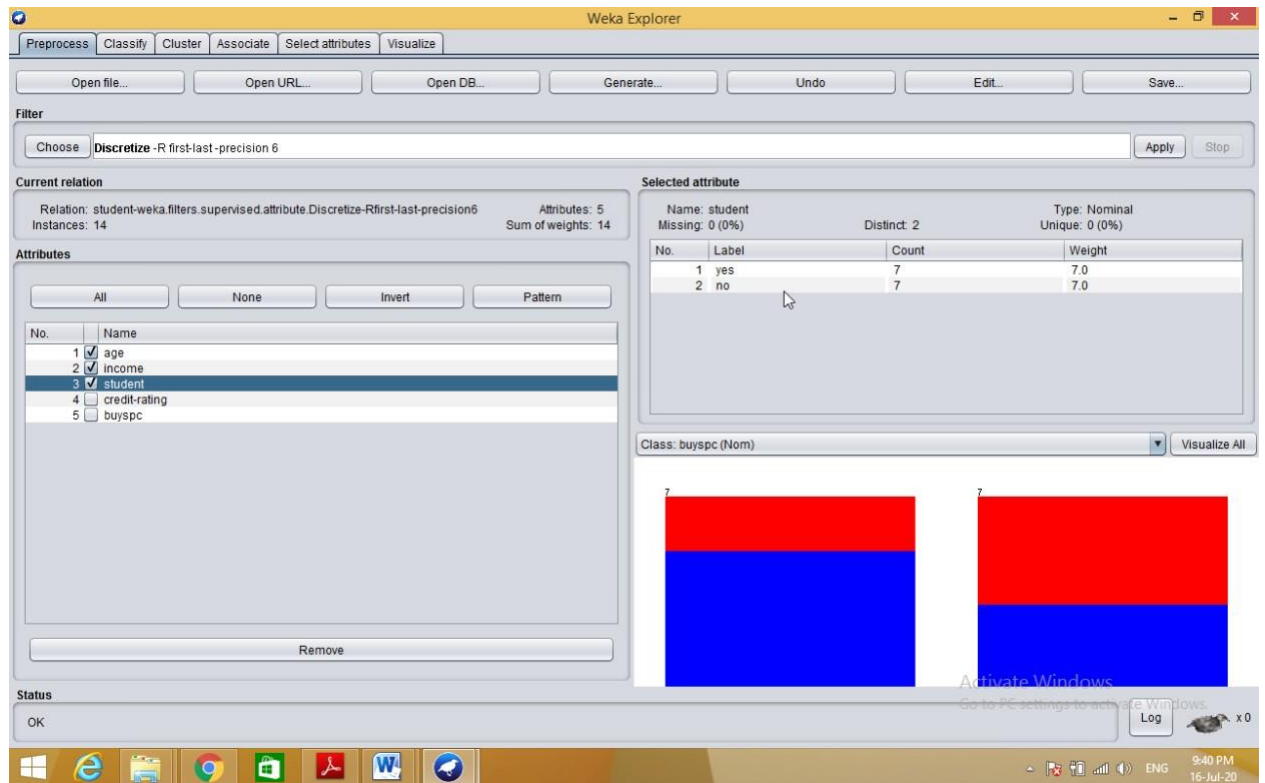 Weka Explorer
Preprocess Classify Cluster Associate Select attributes Visualize
Open file... Open URL... Open DB... Generate... Undo Edit... Save...
Filter
Choose Discretize -R first-last -precision 6 Apply Stop
Current relation
Relation: student-weka.filters.supervised.attribute.Discretize-Rfirst-last-precision6 Attributes: 5
Instances: 14 Sum of weights: 14
Attributes
All None Invert Pattern
No. Name
1 age
2 income
3 student
4 credit-rating
5 buyspc
Remove
Selected attribute
Name: student Type: Nominal
Missing: 0 (0%) Distinct: 2 Unique: 0 (0%)
No. Label Count Weight
1 yes 7 7.0
2 no 7 7.0
Class: buyspc (Nom) Visualize All
7 7
Activate Windows
Go to PC settings to activate Windows.
Status
OK Log x 0
ENG 9:40 PM
16-Jul-20